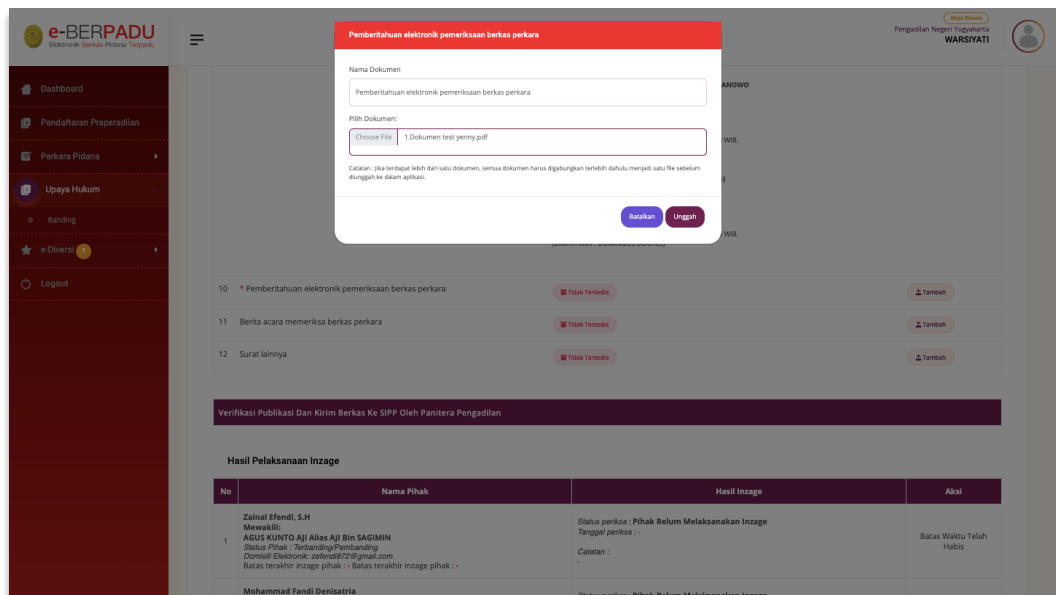 e-BERPADU
Elektronik Berkas Pidana Terpadu
Meja Pidana
Pengadilan Negeri Yogyakarta
WARSIYATI
Dashboard
Pendaftaran Praperadilan
Perkara Pidana
Upaya Hukum
Banding
e-Diversi 1
Logout
Pemberitahuan elektronik pemeriksaan berkas perkara
Nama Dokumen
Pemberitahuan elektronik pemeriksaan berkas perkara
Pilih Dokumen:
Choose File 1.Dokumen test yenny.pdf
Catatan : Jika terdapat lebih dari satu dokumen, semua dokumen harus digabungkan terlebih dahulu menjadi satu file sebelum
diunggah ke dalam aplikasi.
Batalkan Unggah
ANOWO
WIB.
WIB.
10 * Pemberitahuan elektronik pemeriksaan berkas perkara Tidak Tersedia Tambah
11 Berita acara memeriksa berkas perkara Tidak Tersedia Tambah
12 Surat lainnya Tidak Tersedia Tambah
Verifikasi Publikasi Dan Kirim Berkas Ke SIPP Oleh Panitera Pengadilan
Hasil Pelaksanaan Inzage
No Nama Pihak Hasil Inzage Aksi
1
Zainal Efendi, S.H
Mewakili:
AGUS KUNTO AJI Alias AJI Bin SAGIMIN
Status Pihak : Terbanding/Pembanding
Domisili Elektronik: zefendi872@gmail.com
Batas terakhir inzage pihak : - Batas terakhir inzage pihak : -
Status periksa : Pihak Belum Melaksanakan Inzage
Tanggal periksa : -
Catatan :
-
Batas Waktu Telah
Habis
Mohammad Fandi Denisatria
Status periksa : Pihak Belum Melaksanakan Inzage